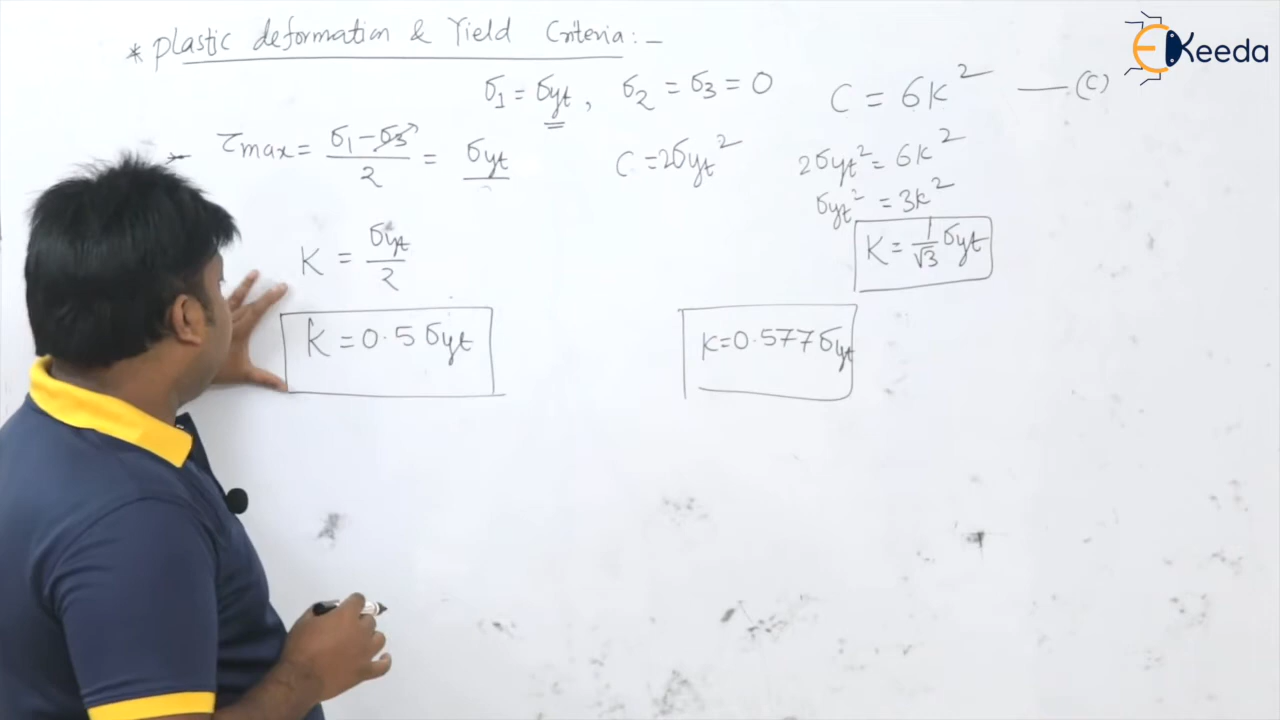 * Plastic deformation & Yield Criteria:-
EKeeda
σ1 = σyt, σ2 = σ3 = 0
C = 6K² —(C)
τmax = (σ1 - σ3)/2 = σyt/2
C = 2σyt²
2σyt² = 6K²
σyt² = 3K²
K = 1/√3 σyt
K = σyt/2
K = 0.5 σyt
K = 0.577 σyt